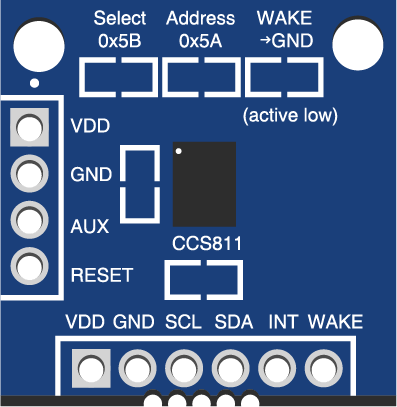 Select Address WAKE
0x5B 0x5A →GND
(active low)
VDD
GND
AUX
RESET
CCS811
VDD GND SCL SDA INT WAKE